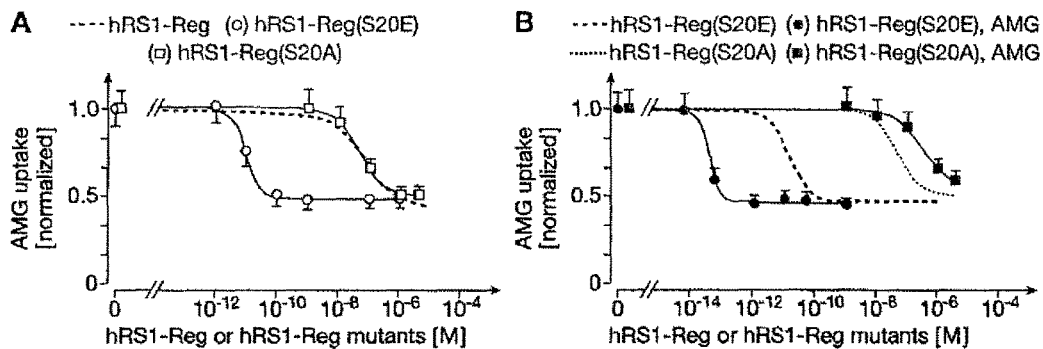 A
---- hRS1-Reg (○) hRS1-Reg(S20E)
(□) hRS1-Reg(S20A)
AMG uptake
[normalized]
1.0
0.5
0
0 10⁻¹² 10⁻¹⁰ 10⁻⁸ 10⁻⁶ 10⁻⁴
hRS1-Reg or hRS1-Reg mutants [M]
B
---- hRS1-Reg(S20E) (●) hRS1-Reg(S20E), AMG
······ hRS1-Reg(S20A) (■) hRS1-Reg(S20A), AMG
AMG uptake
[normalized]
1.0
0.5
0
0 10⁻¹⁴ 10⁻¹² 10⁻¹⁰ 10⁻⁸ 10⁻⁶ 10⁻⁴
hRS1-Reg or hRS1-Reg mutants [M]